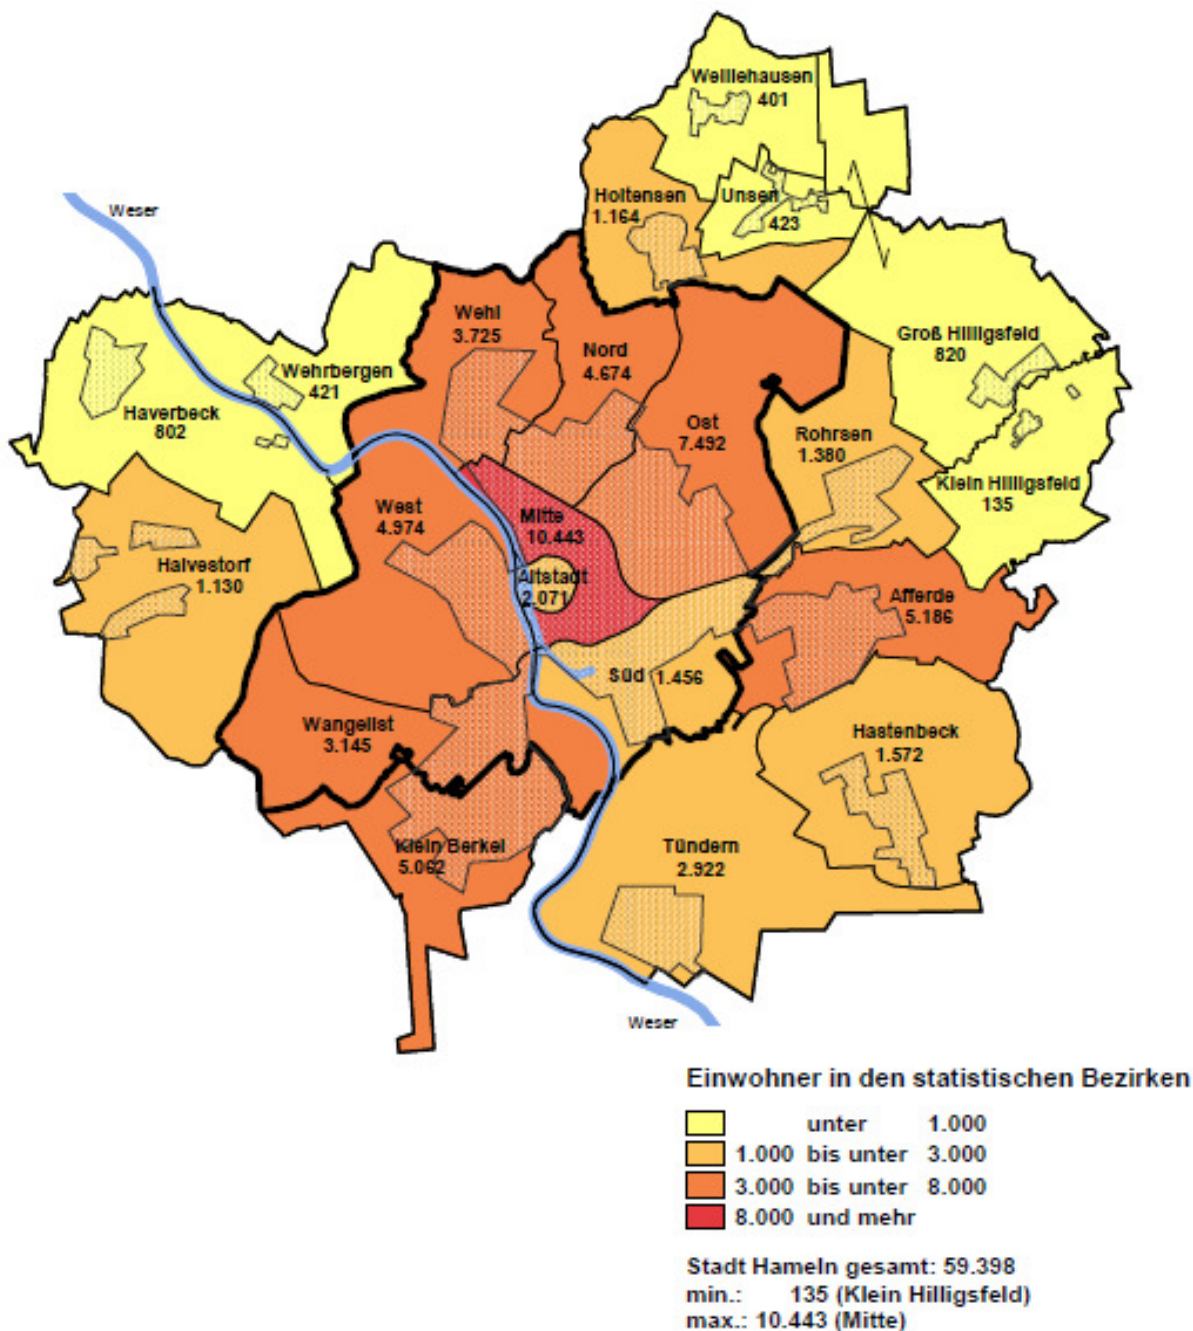 Welliehausen
401
Holtensen
1.164
Unsen
423
Weser
Wehl
3.725
Nord
4.674
Groß Hilligsfeld
820
Wehrbergen
421
Haverbeck
802
Ost
7.492
Rohrsen
1.380
Klein Hilligsfeld
135
West
4.974
Mitte
10.443
Halvestorf
1.130
Altstadt
2.071
Afferde
5.186
Süd 1.456
Wangelist
3.145
Hastenbeck
1.572
Klein Berkel
5.062
Tündern
2.922
Weser
Einwohner in den statistischen Bezirken
unter 1.000
1.000 bis unter 3.000
3.000 bis unter 8.000
8.000 und mehr
Stadt Hameln gesamt: 59.398
min.: 135 (Klein Hilligsfeld)
max.: 10.443 (Mitte)